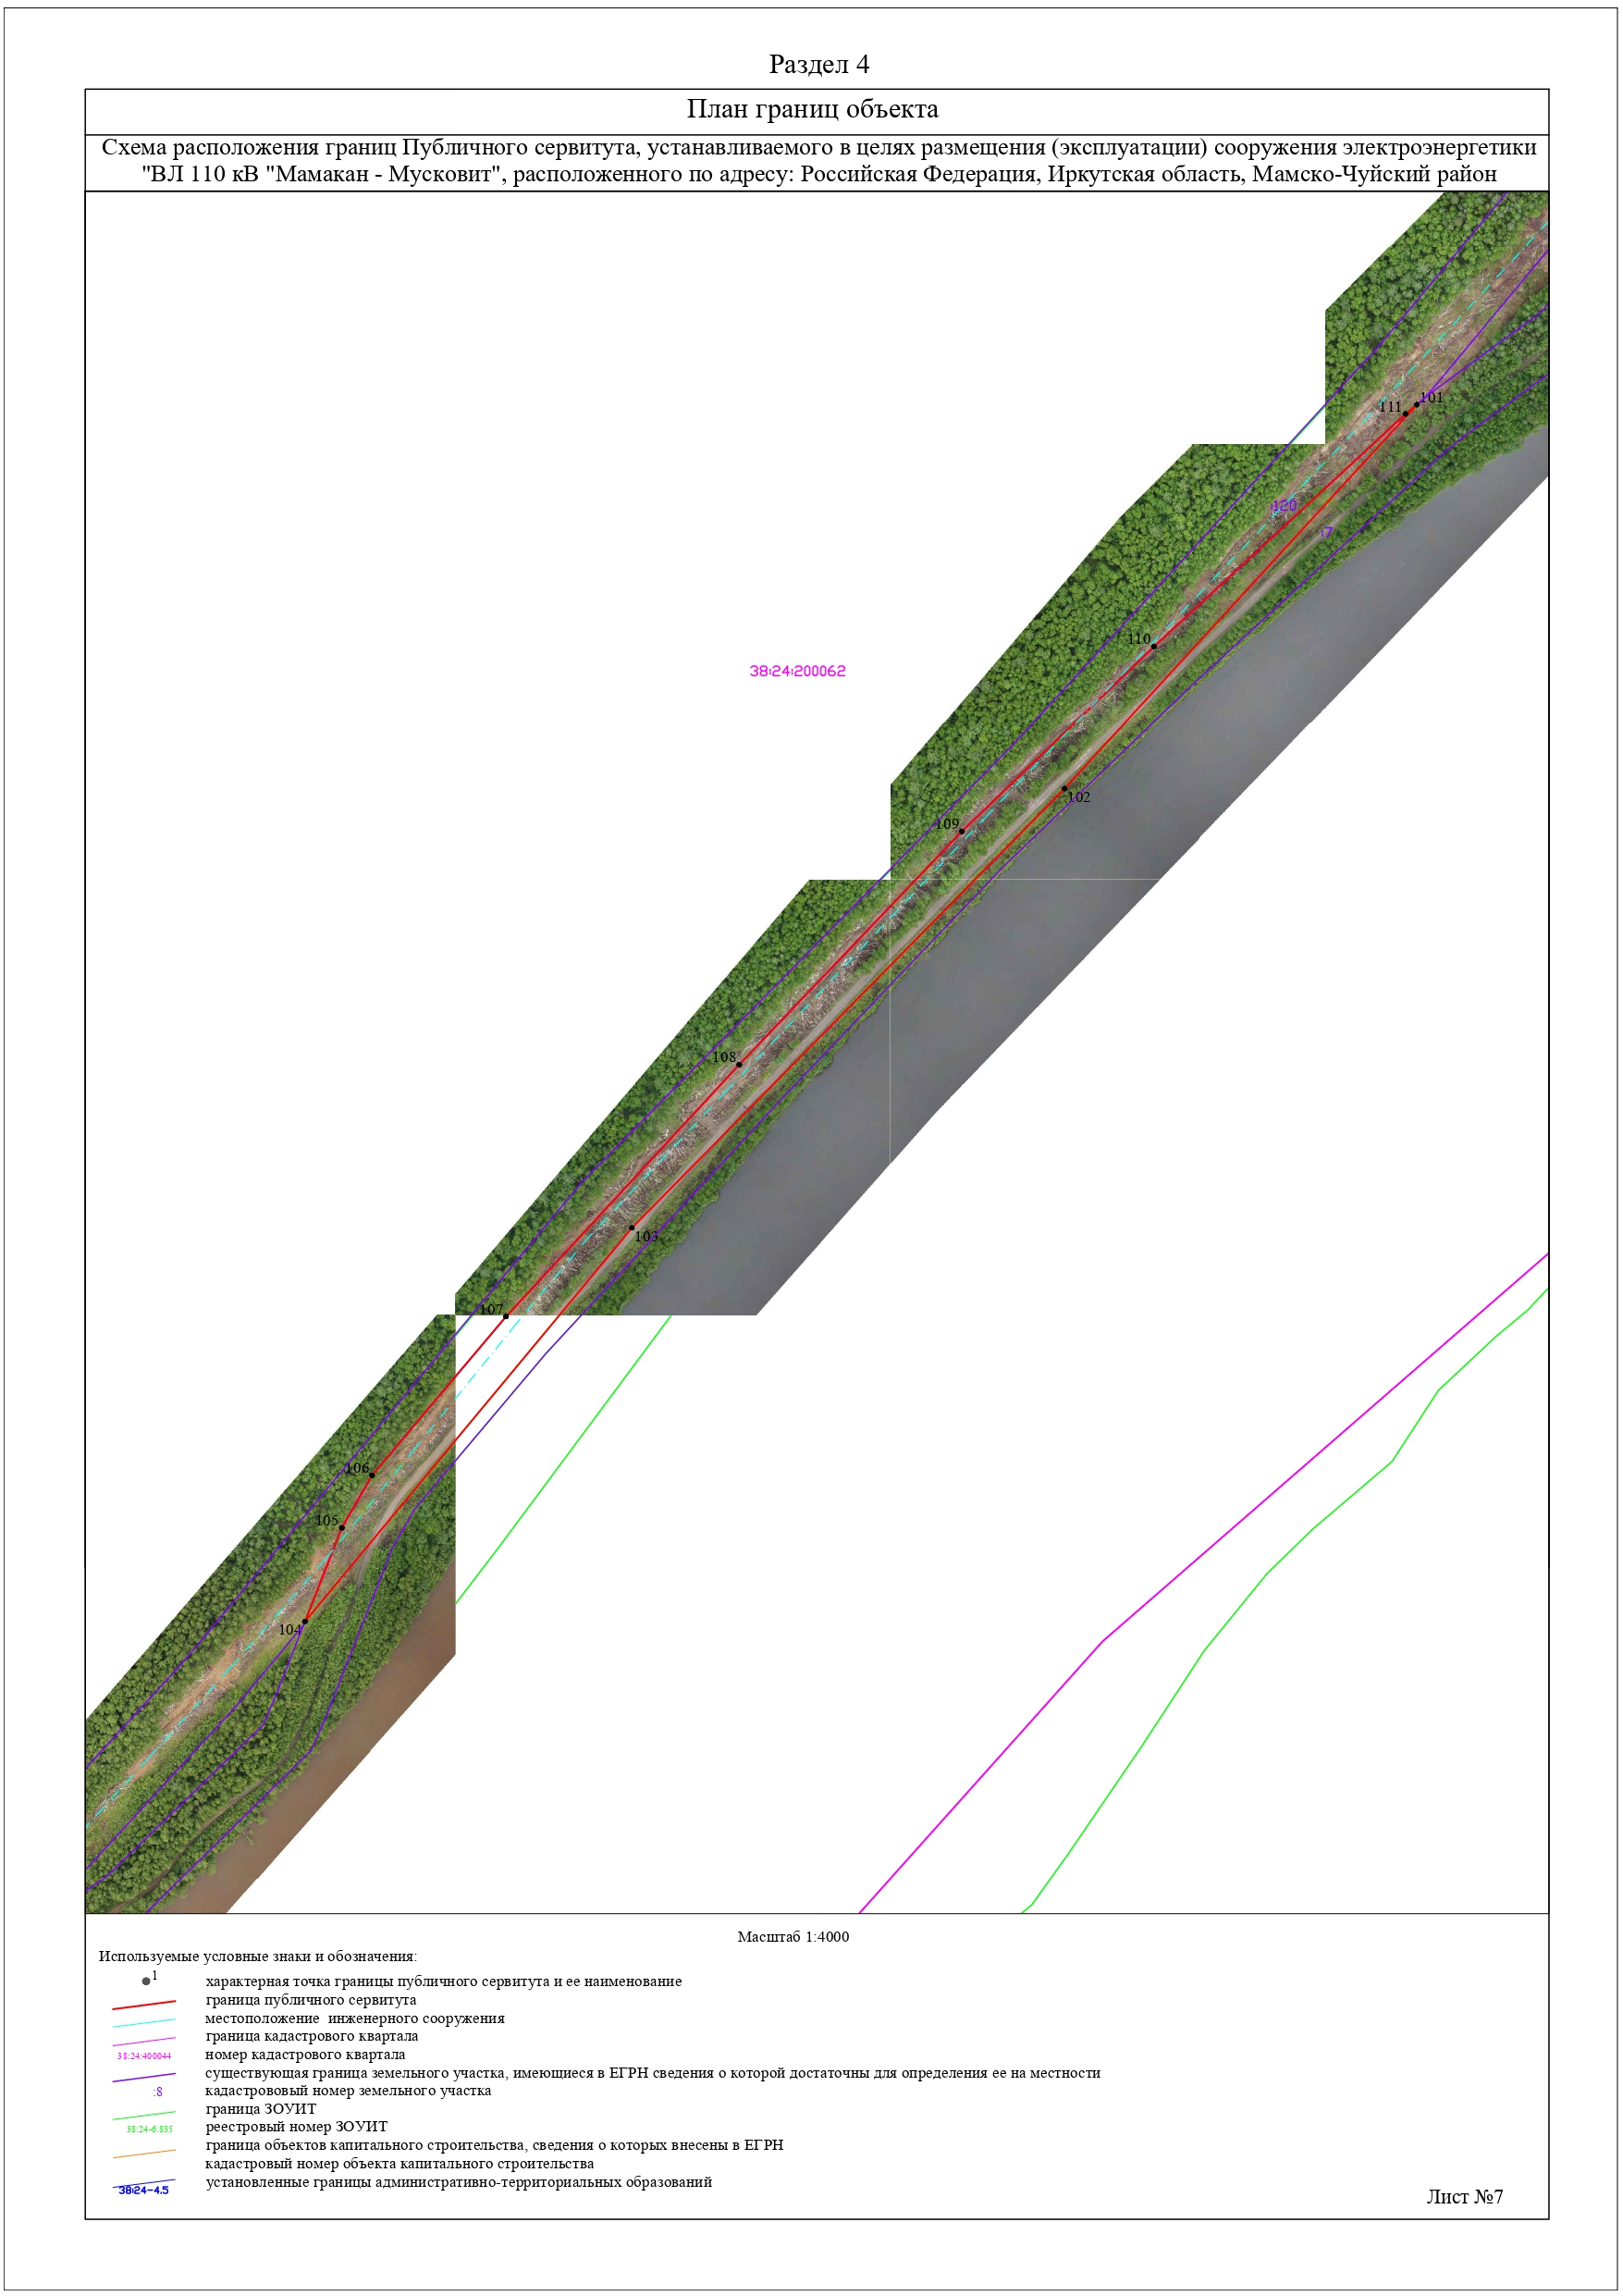 Раздел 4
План границ объекта
Схема расположения границ Публичного сервитута, устанавливаемого в целях размещения (эксплуатации) сооружения электроэнергетики
"ВЛ 110 кВ "Мамакан - Мусковит", расположенного по адресу: Российская Федерация, Иркутская область, Мамско-Чуйский район
101
111
:120
:7
110
38:24:200062
102
109
108
103
107
106
105
104
Масштаб 1:4000
Используемые условные знаки и обозначения:
1 характерная точка границы публичного сервитута и ее наименование
граница публичного сервитута
местоположение инженерного сооружения
граница кадастрового квартала
38:24:400044 номер кадастрового квартала
существующая граница земельного участка, имеющиеся в ЕГРН сведения о которой достаточны для определения ее на местности
:8 кадастрововый номер земельного участка
граница ЗОУИТ
38:24-6.835 реестровый номер ЗОУИТ
граница объектов капитального строительства, сведения о которых внесены в ЕГРН
кадастровый номер объекта капитального строительства
38:24-4.5 установленные границы административно-территориальных образований
Лист №7